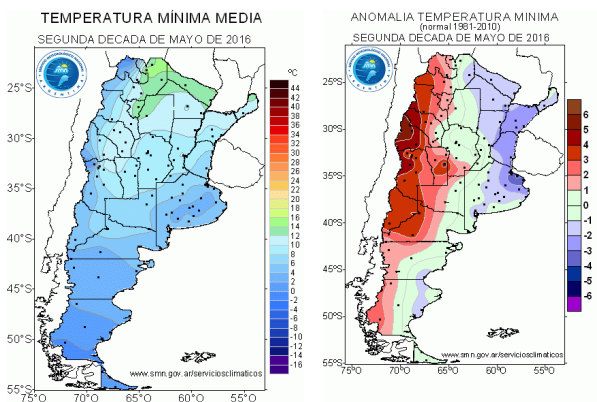 TEMPERATURA MÍNIMA MEDIA
SEGUNDA DECADA DE MAYO DE 2016
25°S
30°S
35°S
40°S
45°S
50°S
55°S
75°O
70°O
65°O
60°O
55°O
ºC
44
42
40
38
36
34
32
30
28
26
24
22
20
18
16
14
12
10
8
6
4
2
0
-2
-4
-6
-8
-10
-12
-14
-16
smn
www.smn.gov.ar/serviciosclimaticos
ANOMALIA TEMPERATURA MINIMA
(normal 1981-2010)
SEGUNDA DECADA DE MAYO DE 2016
25°S
30°S
35°S
40°S
45°S
50°S
55°S
75°O
70°O
65°O
60°O
55°O
6
5
4
3
2
1
0
-1
-2
-3
-4
-5
-6
smn
www.smn.gov.ar/serviciosclimaticos